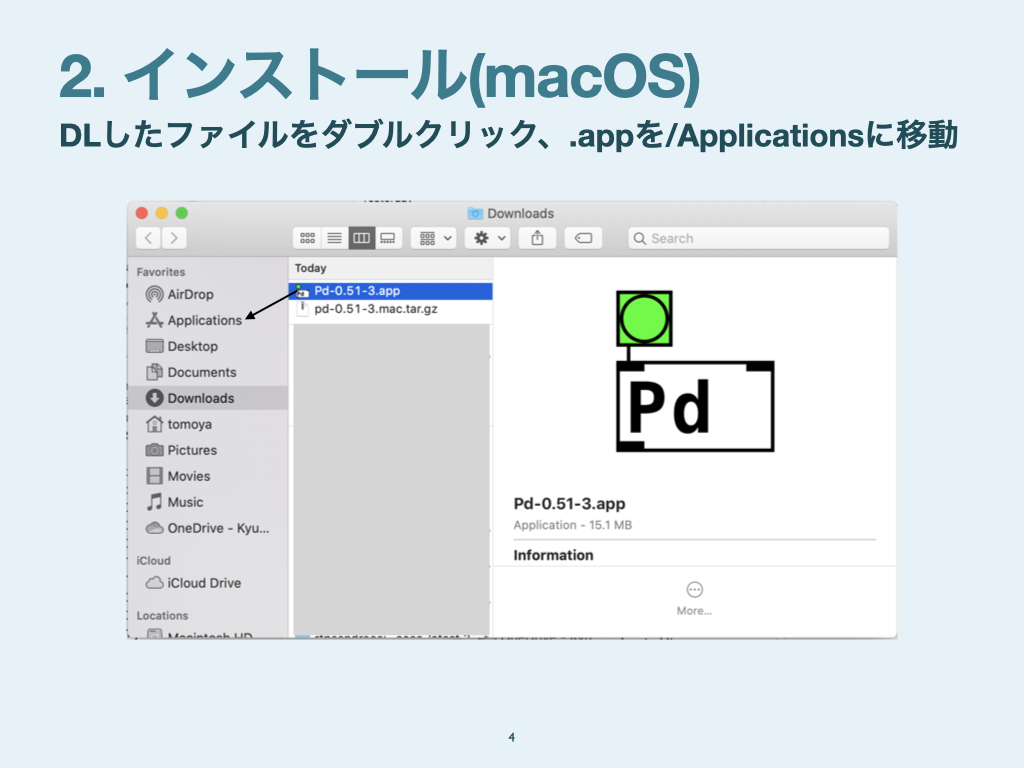 2. インストール(macOS)
DLしたファイルをダブルクリック、.appを/Applicationsに移動
Downloads
Search
Favorites
AirDrop
Applications
Desktop
Documents
Downloads
tomoya
Pictures
Movies
Music
OneDrive - Kyu...
iCloud
iCloud Drive
Locations
Macintosh HD
Today
Pd-0.51-3.app
pd-0.51-3.mac.tar.gz
Pd
Pd-0.51-3.app
Application - 15.1 MB
Information
More...
4